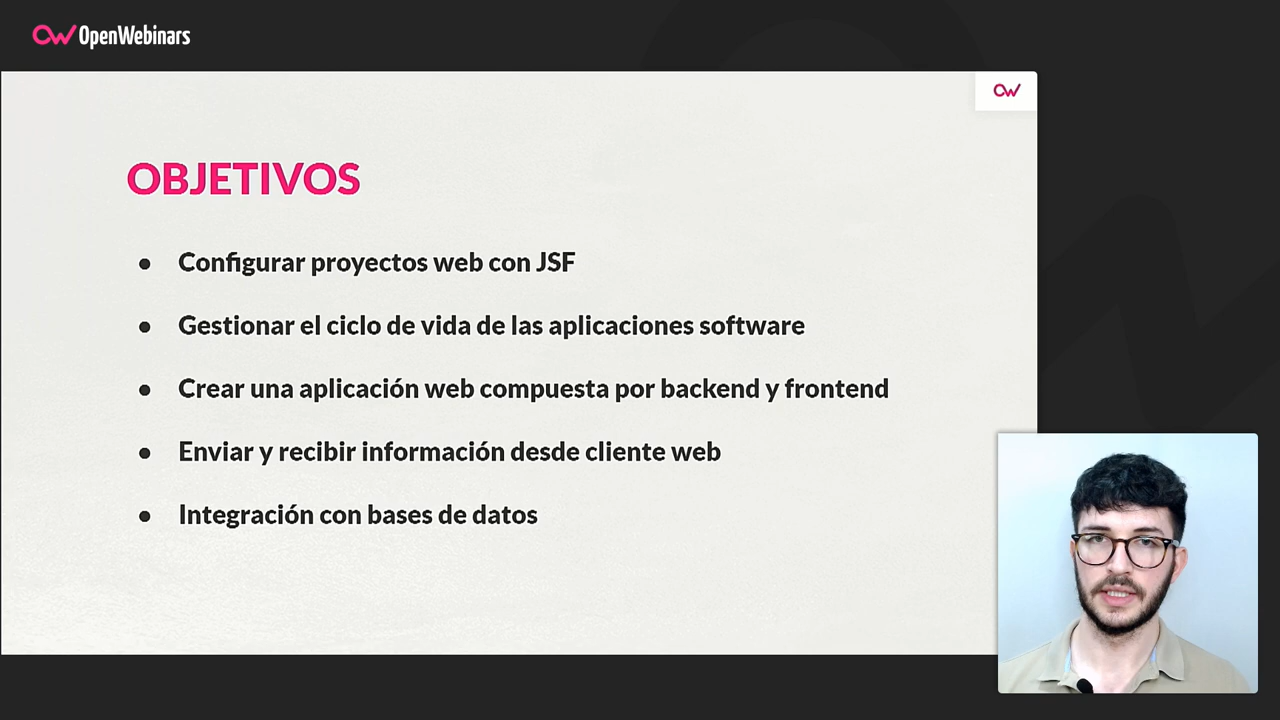 OpenWebinars
OBJETIVOS
● Configurar proyectos web con JSF
● Gestionar el ciclo de vida de las aplicaciones software
● Crear una aplicación web compuesta por backend y frontend
● Enviar y recibir información desde cliente web
● Integración con bases de datos